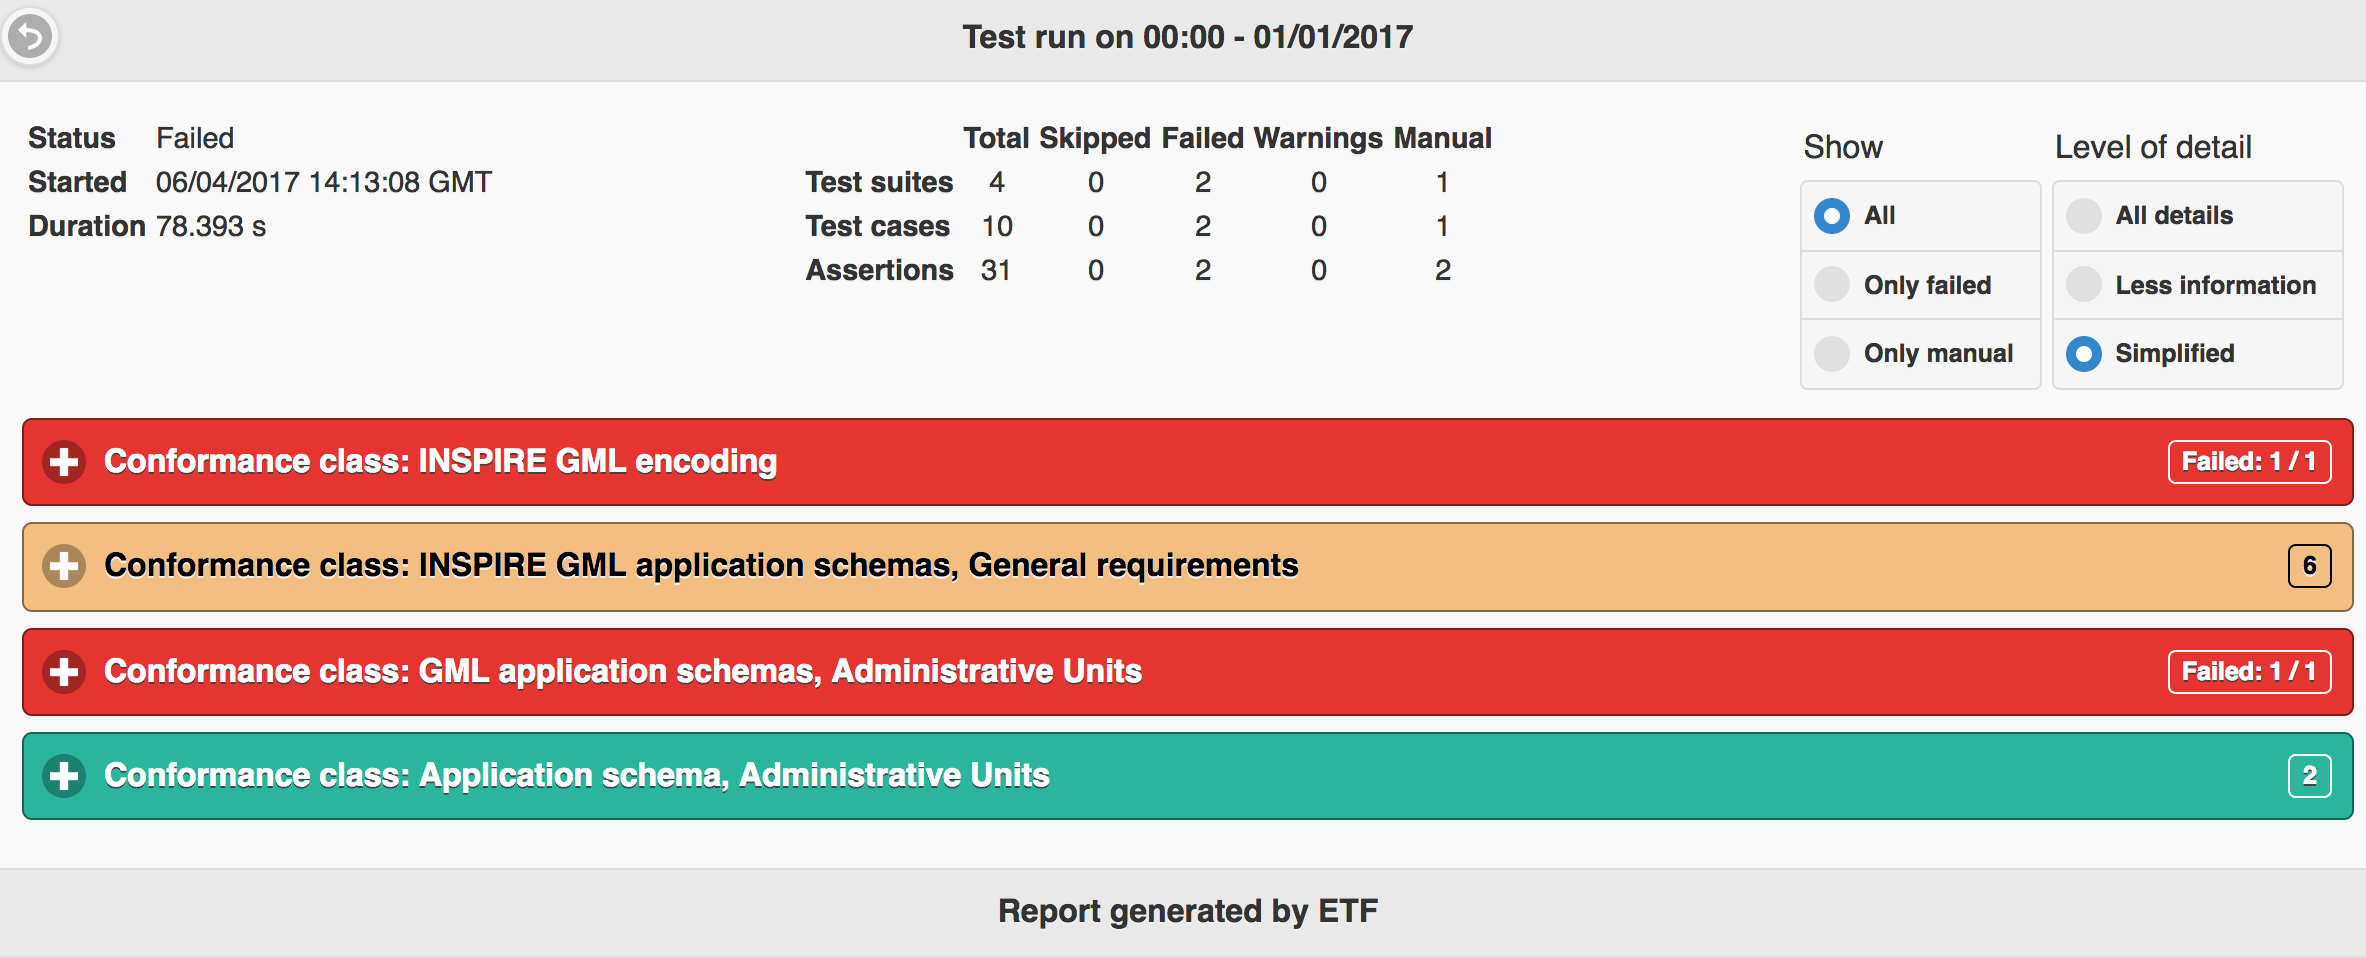 Test run on 00:00 - 01/01/2017
Status Failed
Started 06/04/2017 14:13:08 GMT
Duration 78.393 s
Total Skipped Failed Warnings Manual
Test suites 4 0 2 0 1
Test cases 10 0 2 0 1
Assertions 31 0 2 0 2
Show
All
Only failed
Only manual
Level of detail
All details
Less information
Simplified
Conformance class: INSPIRE GML encoding Failed: 1 / 1
Conformance class: INSPIRE GML application schemas, General requirements 6
Conformance class: GML application schemas, Administrative Units Failed: 1 / 1
Conformance class: Application schema, Administrative Units 2
Report generated by ETF